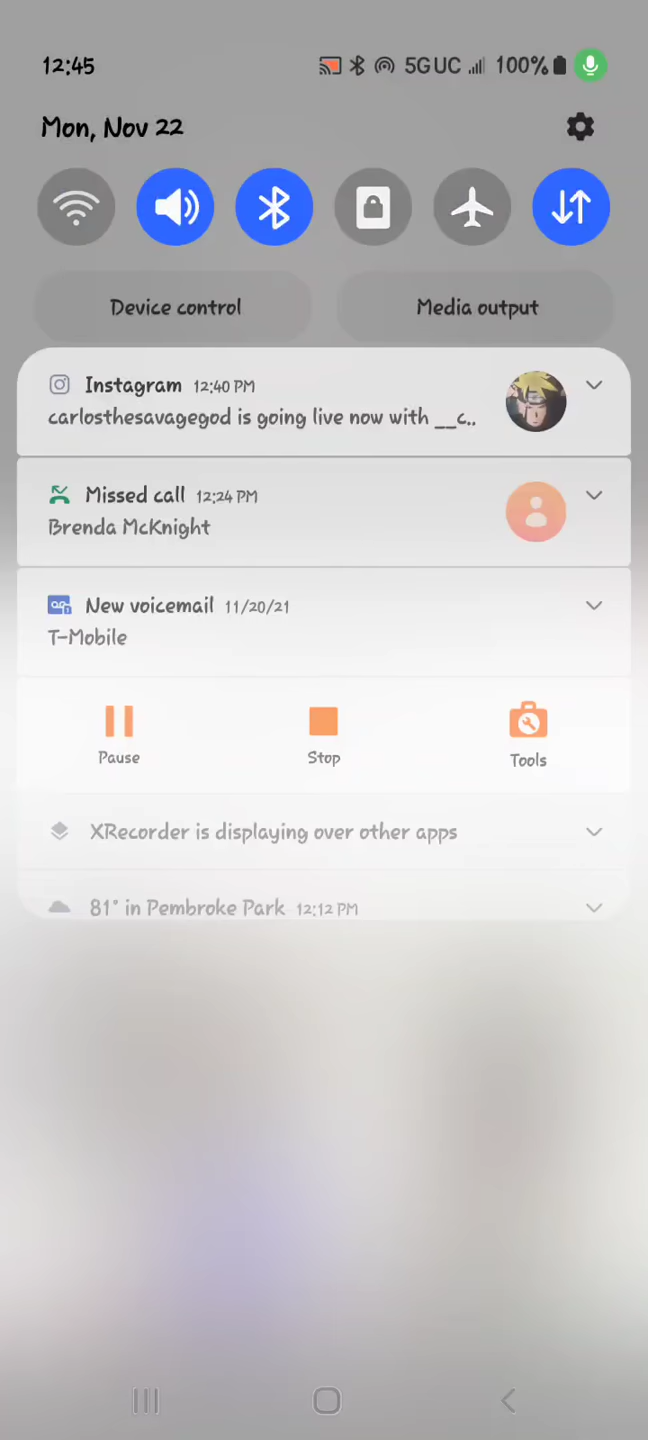 12:45 5G UC 100%
Mon, Nov 22
Device control Media output
Instagram 12:40 PM
carlosthesavagegod is going live now with __c..
Missed call 12:24 PM
Brenda McKnight
New voicemail 11/20/21
T-Mobile
Pause Stop Tools
XRecorder is displaying over other apps
81° in Pembroke Park 12:12 PM